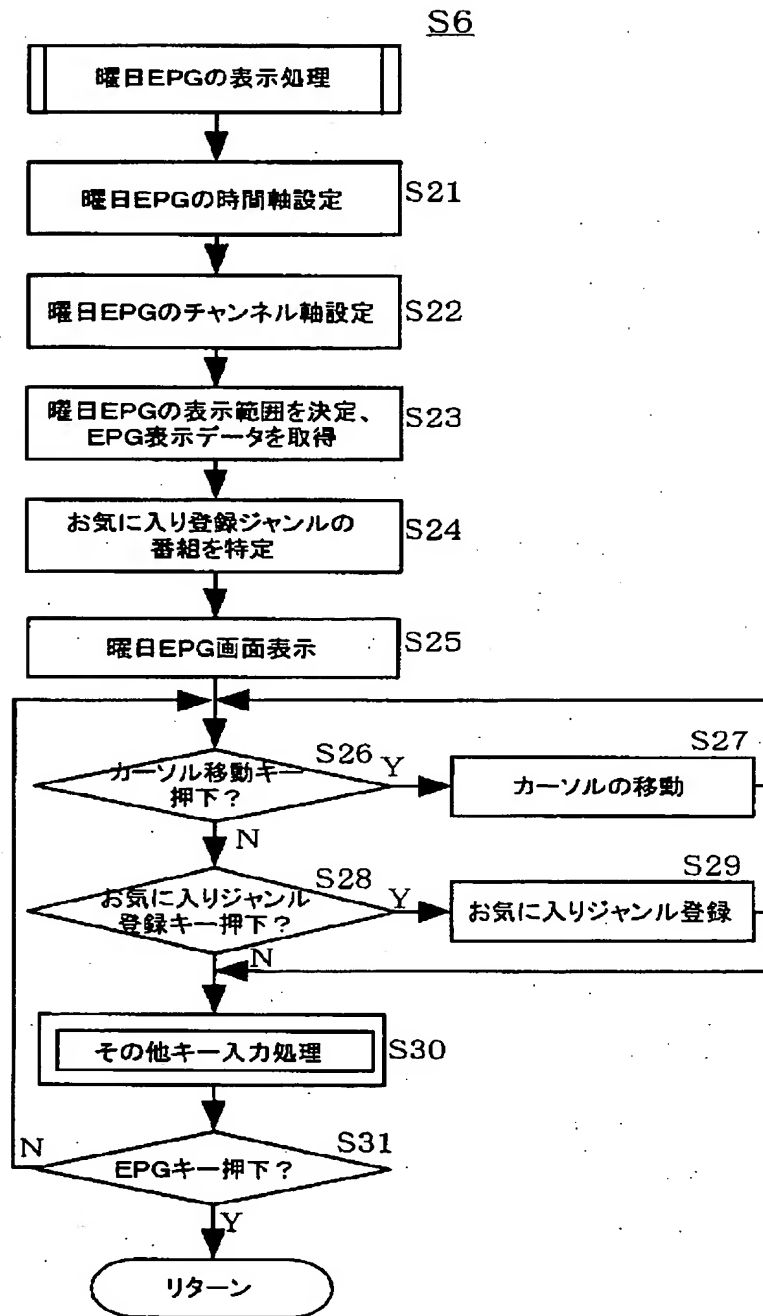 S6
曜日EPGの表示処理
曜日EPGの時間軸設定
S21
曜日EPGのチャンネル軸設定
S22
曜日EPGの表示範囲を決定、
EPG表示データを取得
S23
お気に入り登録ジャンルの
番組を特定
S24
曜日EPG画面表示
S25
カーソル移動キー
押下？
S26
Y
カーソルの移動
S27
N
お気に入りジャンル
登録キー押下？
S28
Y
お気に入りジャンル登録
S29
N
その他キー入力処理
S30
EPGキー押下？
S31
N
Y
リターン